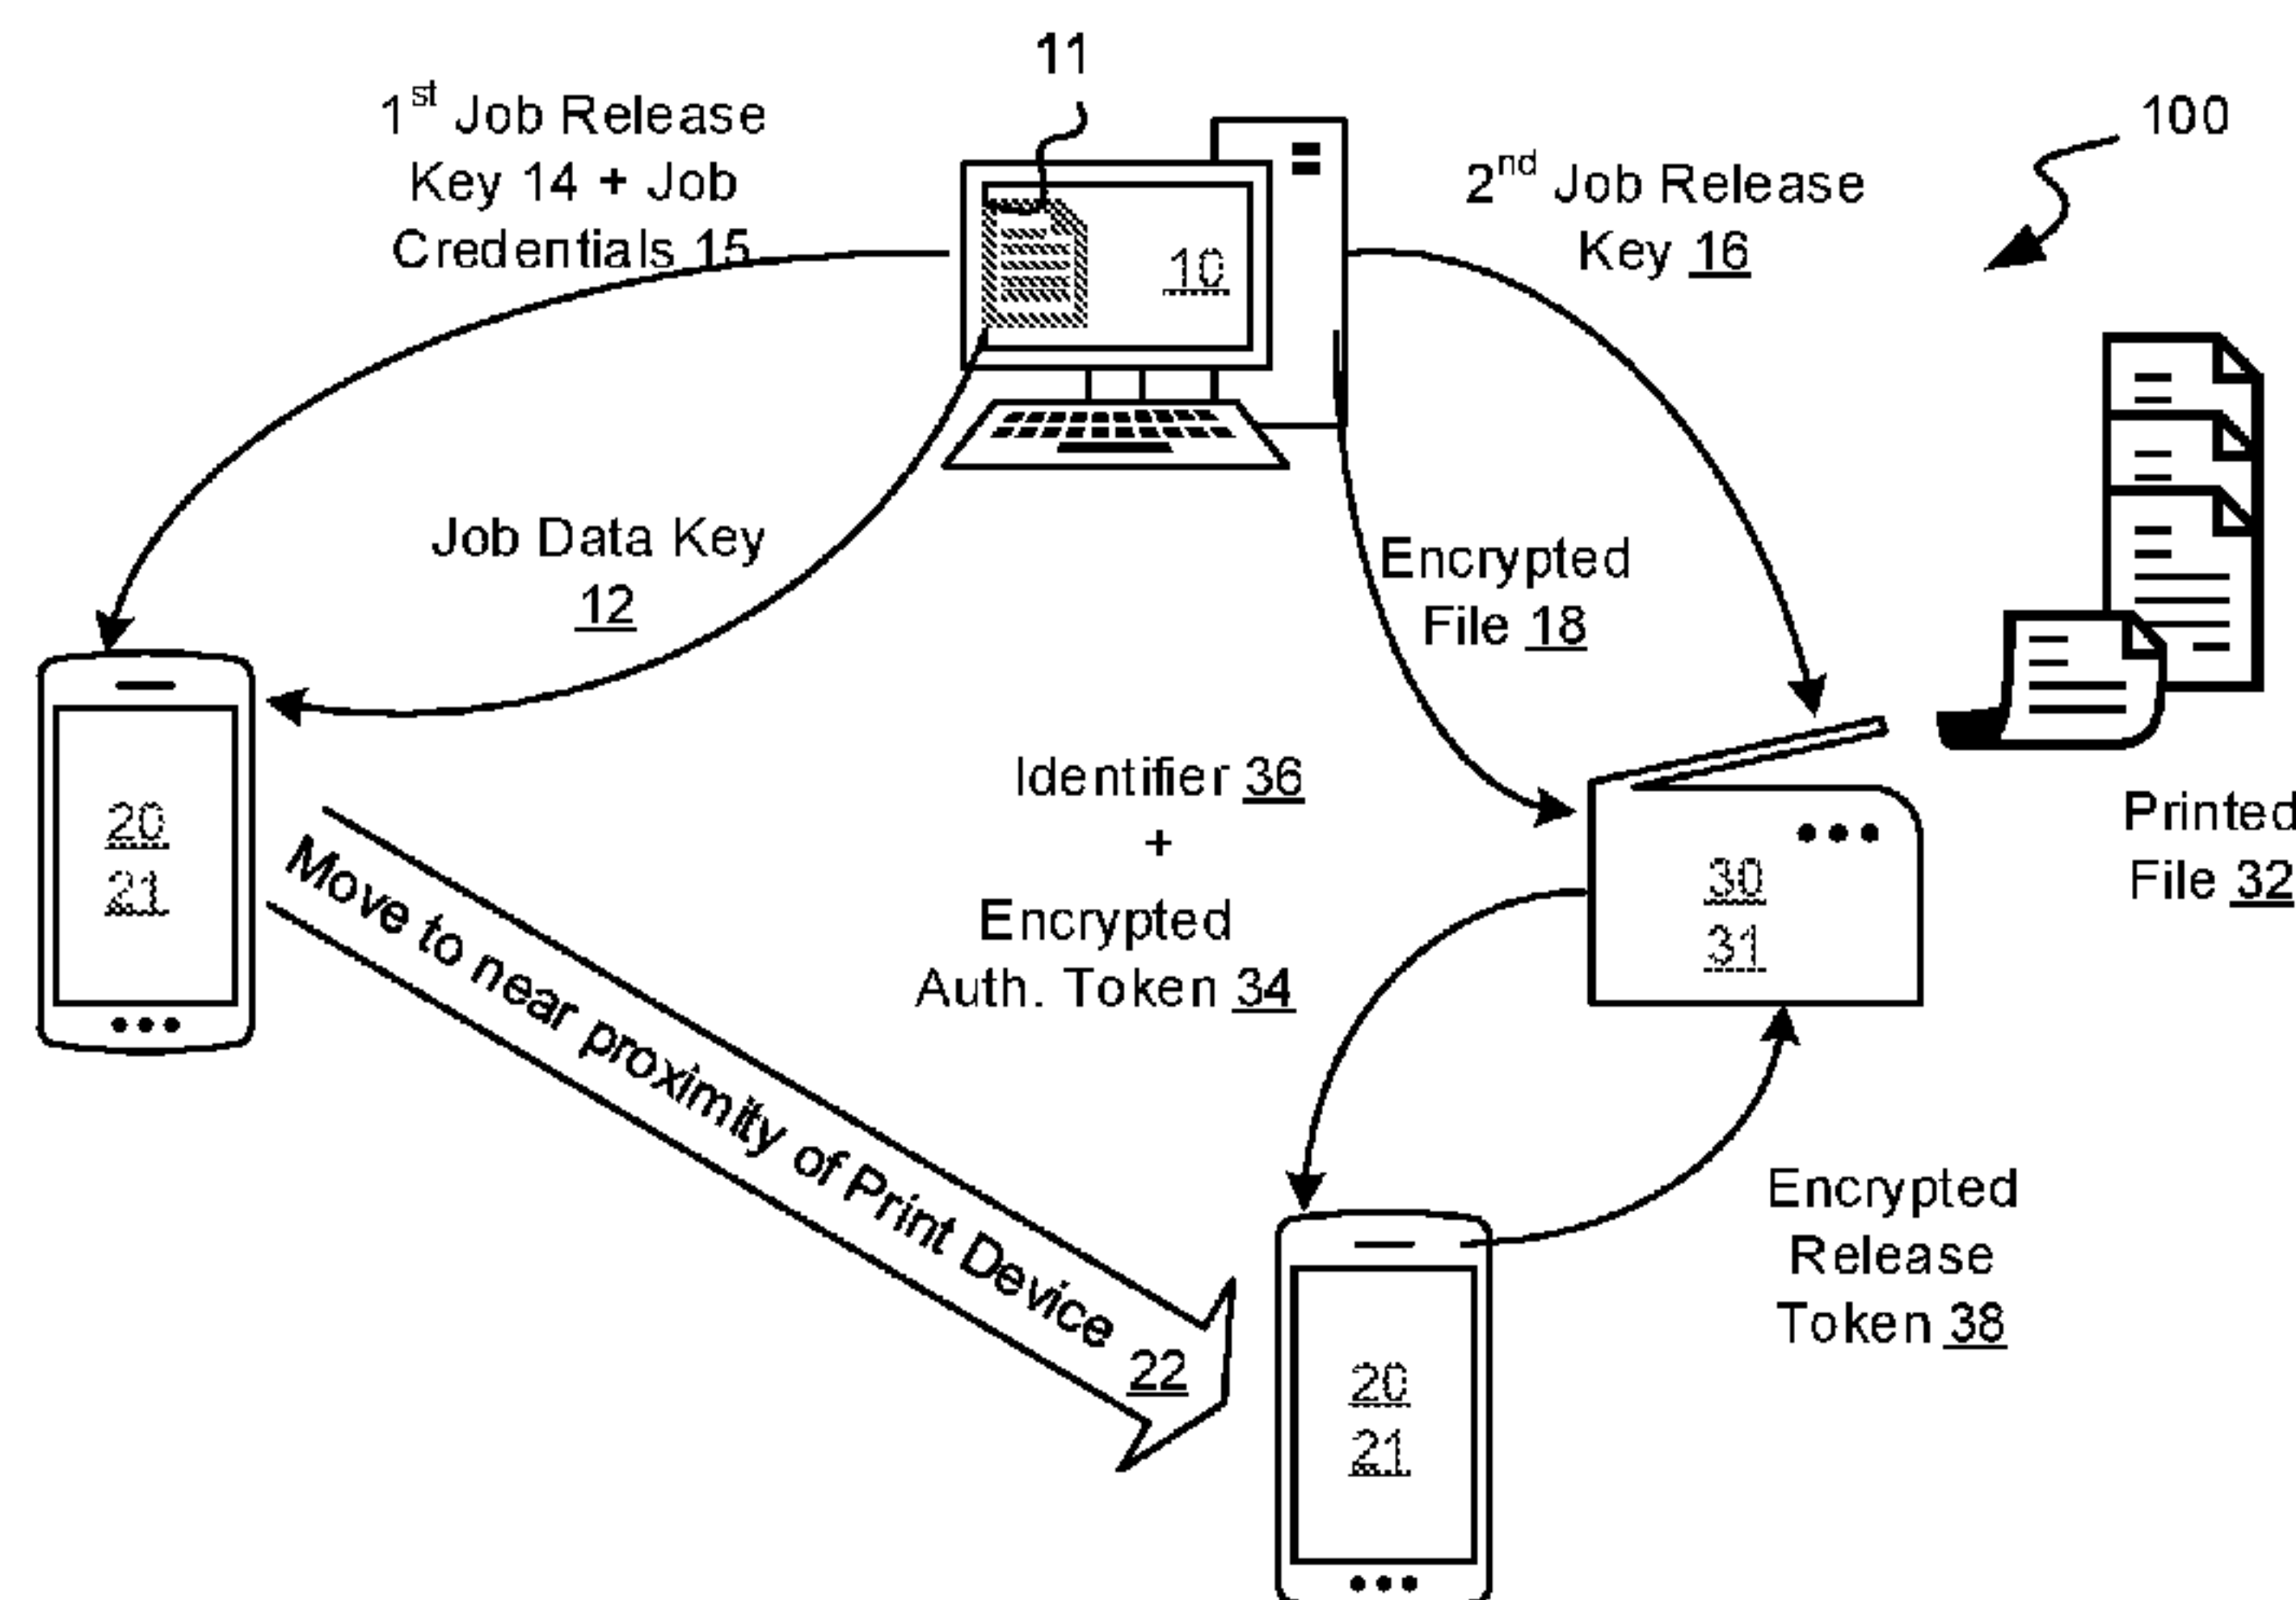 11
1st Job Release
Key 14 + Job
Credentials 15
100
2nd Job Release
Key 16
10
Job Data Key
12
Encrypted
File 18
Identifier 36
+
Encrypted
Auth. Token 34
20
21
30
31
Printed
File 32
Move to near proximity of Print Device 22
Encrypted
Release
Token 38
20
21